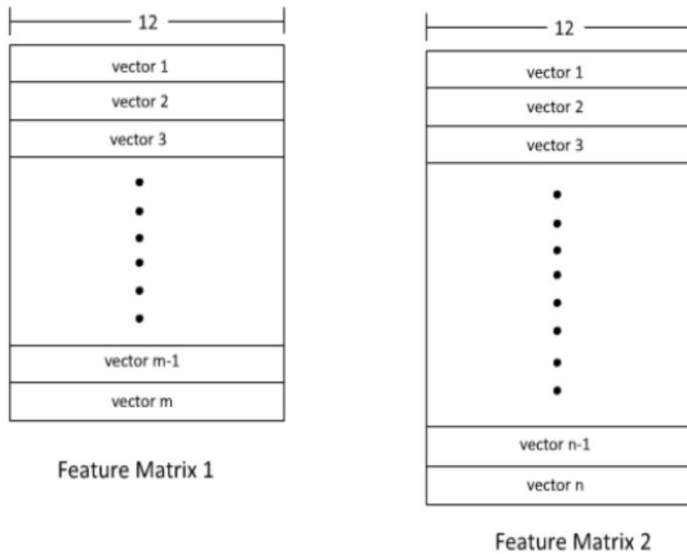 12
vector 1
vector 2
vector 3
vector m-1
vector m
Feature Matrix 1
12
vector 1
vector 2
vector 3
vector n-1
vector n
Feature Matrix 2